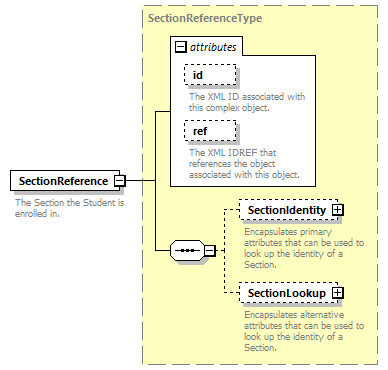 SectionReferenceType
attributes
id
The XML ID associated with
this complex object.
ref
The XML IDREF that
references the object
associated with this object.
SectionReference
The Section the Student is
enrolled in.
SectionIdentity
Encapsulates primary
attributes that can be used to
look up the identity of a
Section.
SectionLookup
Encapsulates alternative
attributes that can be used to
look up the identity of a
Section.